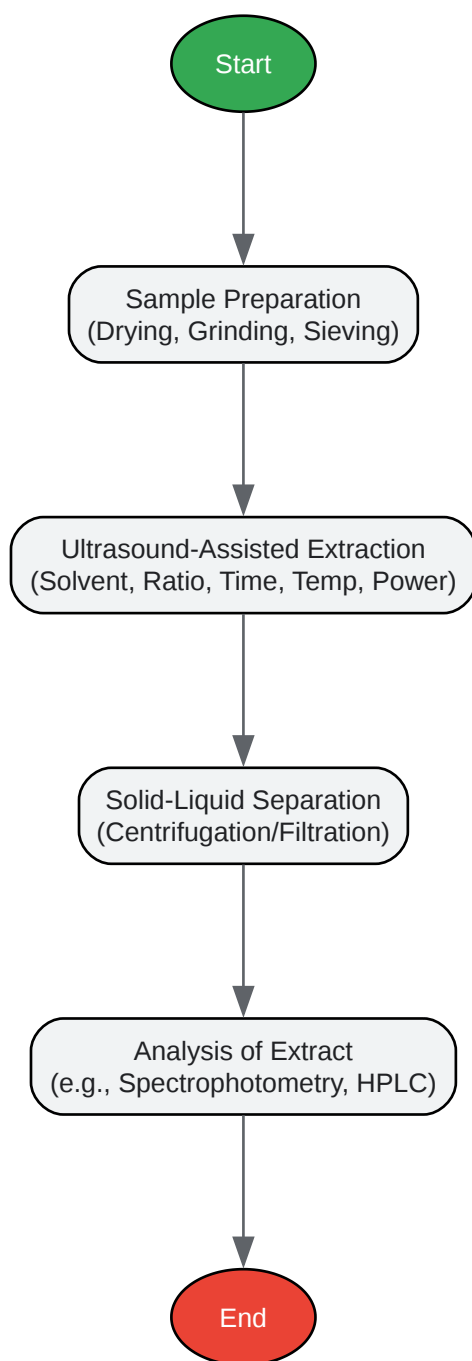 Start
Sample Preparation
(Drying, Grinding, Sieving)
Ultrasound-Assisted Extraction
(Solvent, Ratio, Time, Temp, Power)
Solid-Liquid Separation
(Centrifugation/Filtration)
Analysis of Extract
(e.g., Spectrophotometry, HPLC)
End